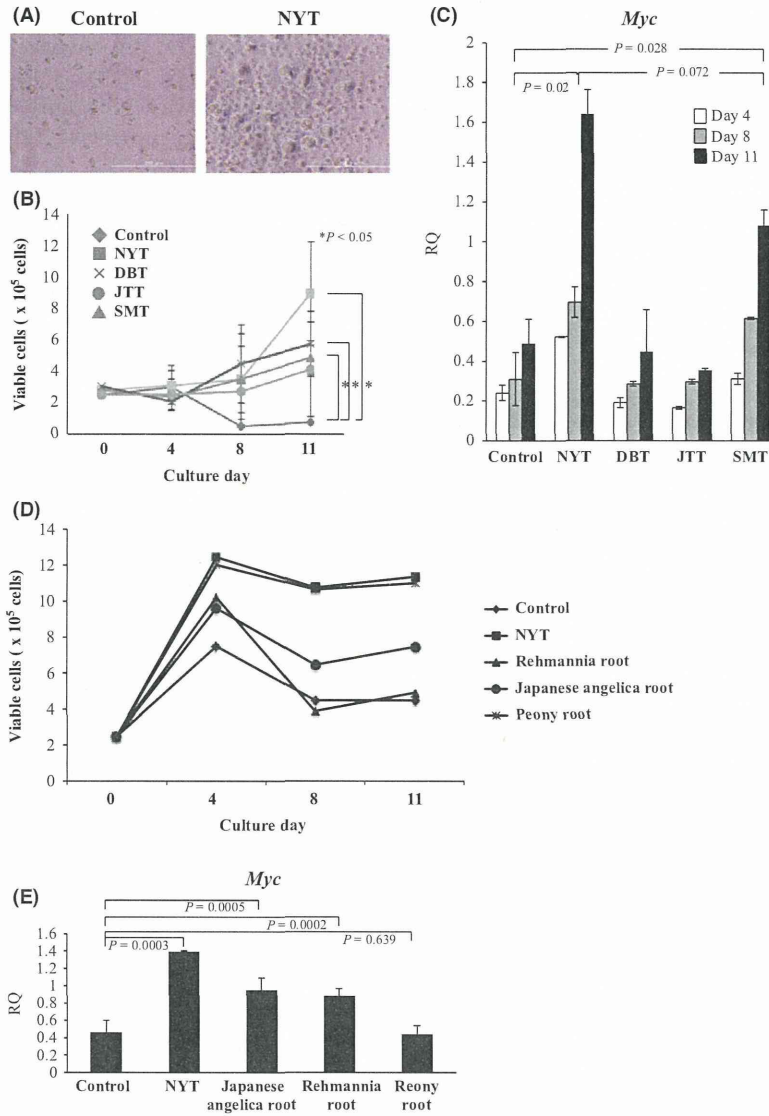 (A)
Control
NYT
(B)
Viable cells ( x 10⁵ cells)
14
12
10
8
6
4
2
0
Control
NYT
DBT
JTT
SMT
*P < 0.05
* * *
0 4 8 11
Culture day
(C)
Myc
P = 0.028
P = 0.02
P = 0.072
Day 4
Day 8
Day 11
RQ
2
1.8
1.6
1.4
1.2
1
0.8
0.6
0.4
0.2
0
Control NYT DBT JTT SMT
(D)
Viable cells ( x 10⁵ cells)
14
12
10
8
6
4
2
0
0 4 8 11
Culture day
Control
NYT
Rehmannia root
Japanese angelica root
Peony root
(E)
Myc
P = 0.0005
P = 0.0002
P = 0.0003
P = 0.639
RQ
1.6
1.4
1.2
1
0.8
0.6
0.4
0.2
0
Control NYT Japanese Rehmannia Reony
angelica root root root